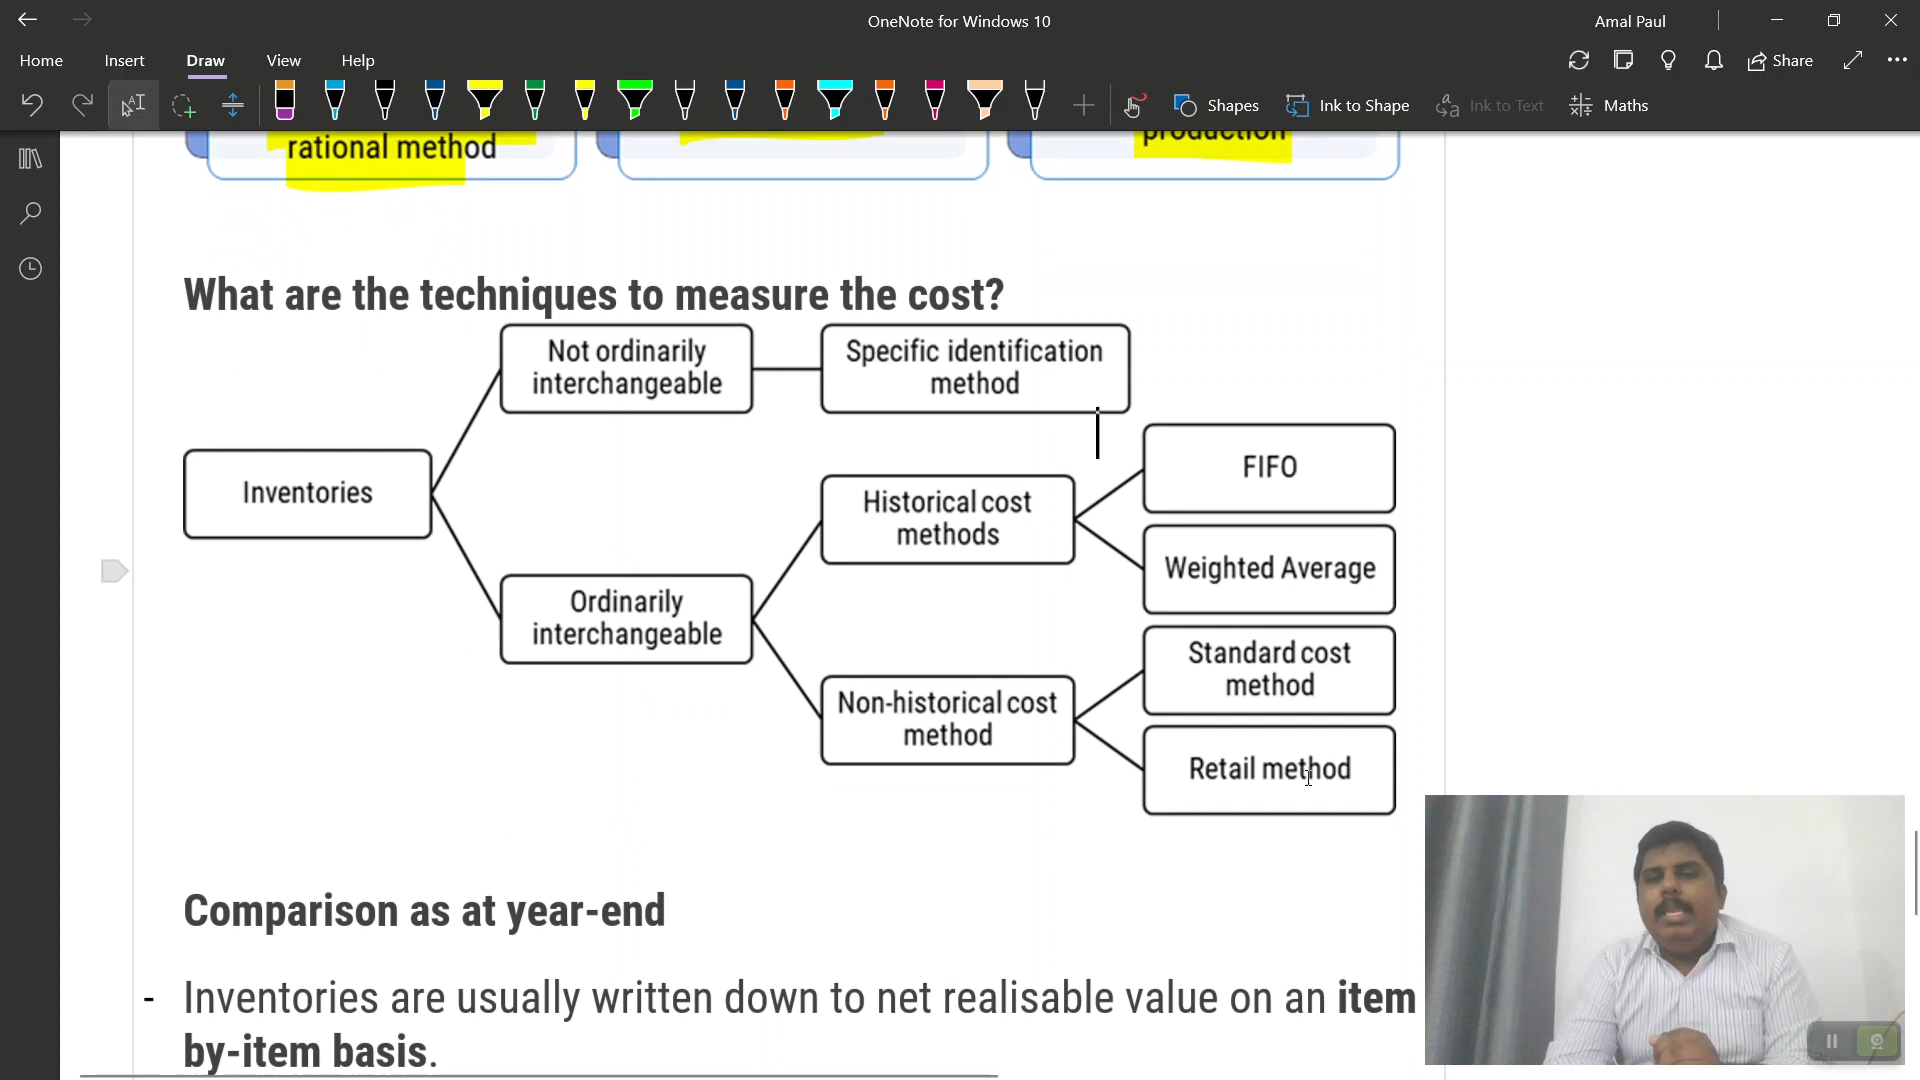 OneNote for Windows 10
Amal Paul
Home Insert Draw View Help
Share
Shapes Ink to Shape Ink to Text Maths
rational method
production
What are the techniques to measure the cost?
Not ordinarily
interchangeable
Specific identification
method
Inventories
Ordinarily
interchangeable
Historical cost
methods
FIFO
Weighted Average
Non-historical cost
method
Standard cost
method
Retail method
Comparison as at year-end
- Inventories are usually written down to net realisable value on an item
by-item basis.